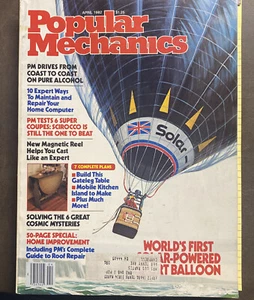 APRIL 1982 $1.25
Popular
Mechanics
PM DRIVES FROM
COAST TO COAST
ON PURE ALCOHOL
10 Expert Ways
To Maintain and
Repair Your
Home Computer
PM TESTS 6 SUPER
COUPES: SCIROCCO IS
STILL THE ONE TO BEAT
New Magnetic Reel
Helps You Cast
Like an Expert
7 COMPLETE PLANS
Build This
Gateleg Table
Mobile Kitchen
Island to Make
Plus Much
More!
SOLVING THE 6 GREAT
COSMIC MYSTERIES
50-PAGE SPECIAL:
HOME IMPROVEMENT
Including PM's Complete
Guide to Roof Repair
Solar
WORLD'S FIRST
R-POWERED
T BALLOON